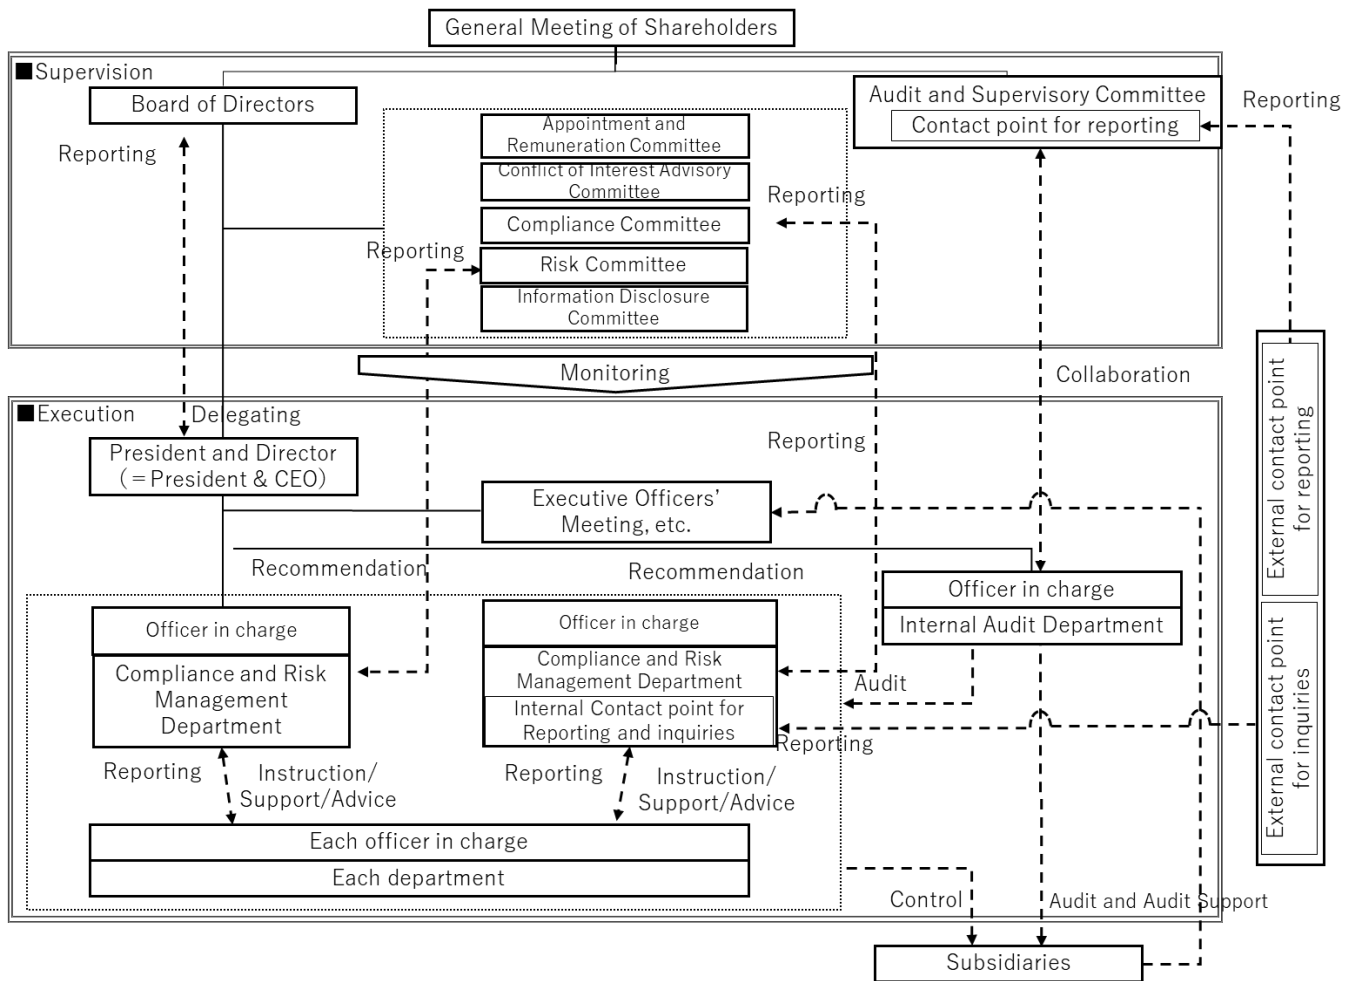 General Meeting of Shareholders
■Supervision
Board of Directors
Audit and Supervisory Committee
Contact point for reporting
Reporting
Reporting
Appointment and
Remuneration Committee
Conflict of Interest Advisory
Committee
Compliance Committee
Risk Committee
Information Disclosure
Committee
Reporting
Reporting
Monitoring
Collaboration
■Execution
Delegating
President and Director
(=President & CEO)
Reporting
Executive Officers’
Meeting, etc.
External contact point
for reporting
External contact point
for inquiries
Recommendation
Recommendation
Officer in charge
Internal Audit Department
Officer in charge
Compliance and Risk
Management
Department
Officer in charge
Compliance and Risk
Management Department
Internal Contact point for
Reporting and inquiries
Audit
Reporting
Reporting
Instruction/
Support/Advice
Reporting
Instruction/
Support/Advice
Each officer in charge
Each department
Control
Audit and Audit Support
Subsidiaries